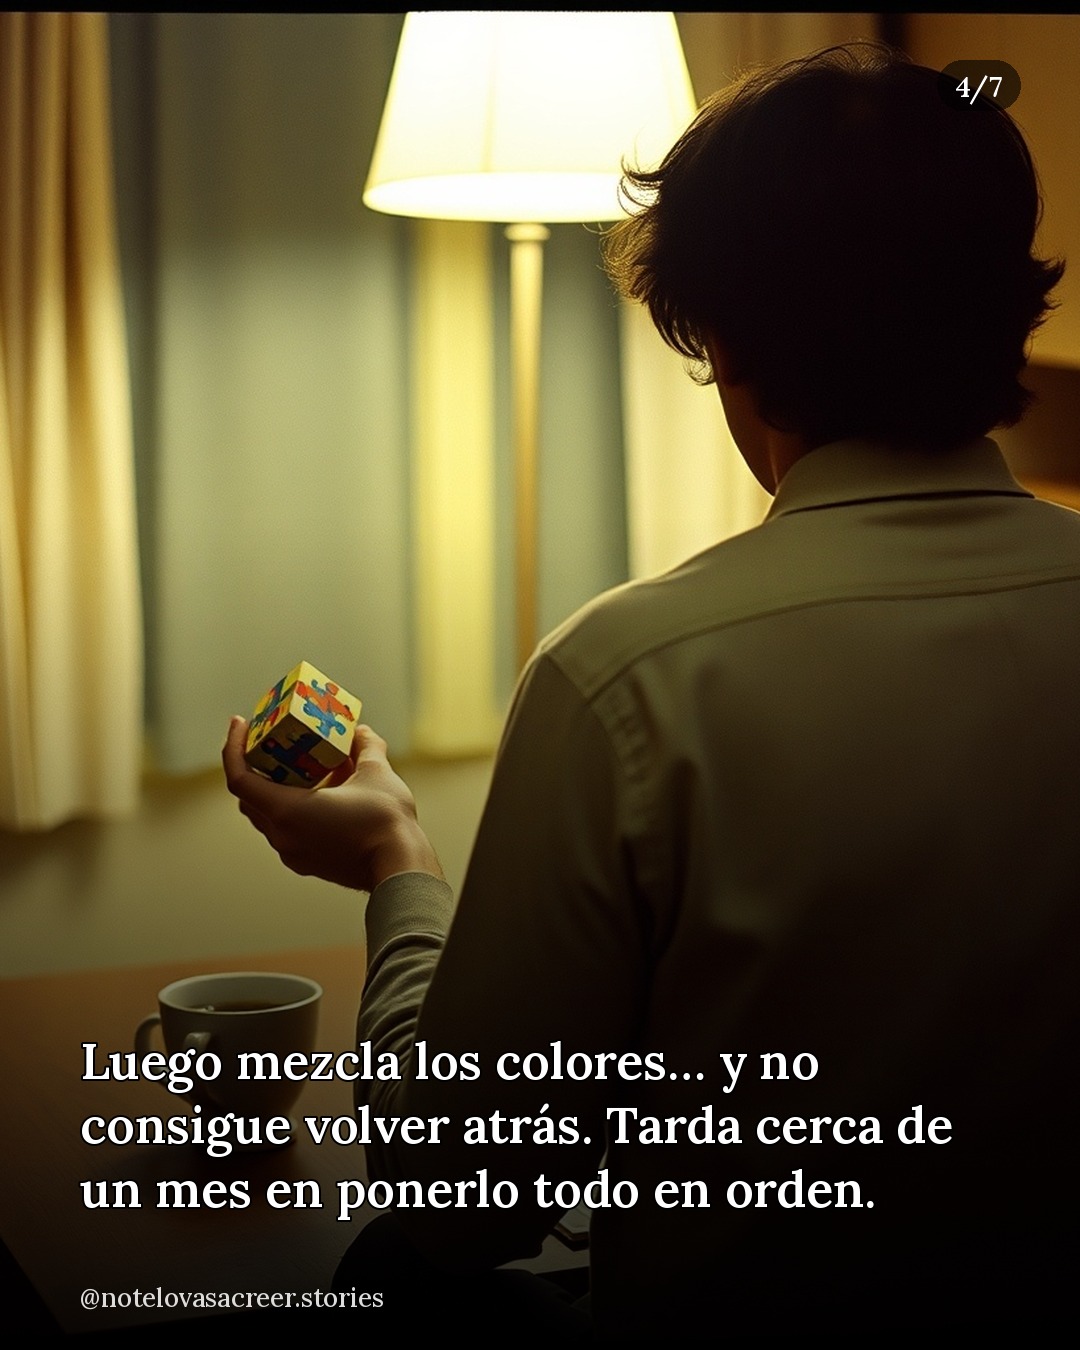 4/7
Luego mezcla los colores... y no
consigue volver atrás. Tarda cerca de
un mes en ponerlo todo en orden.
@notelovasacreer.stories